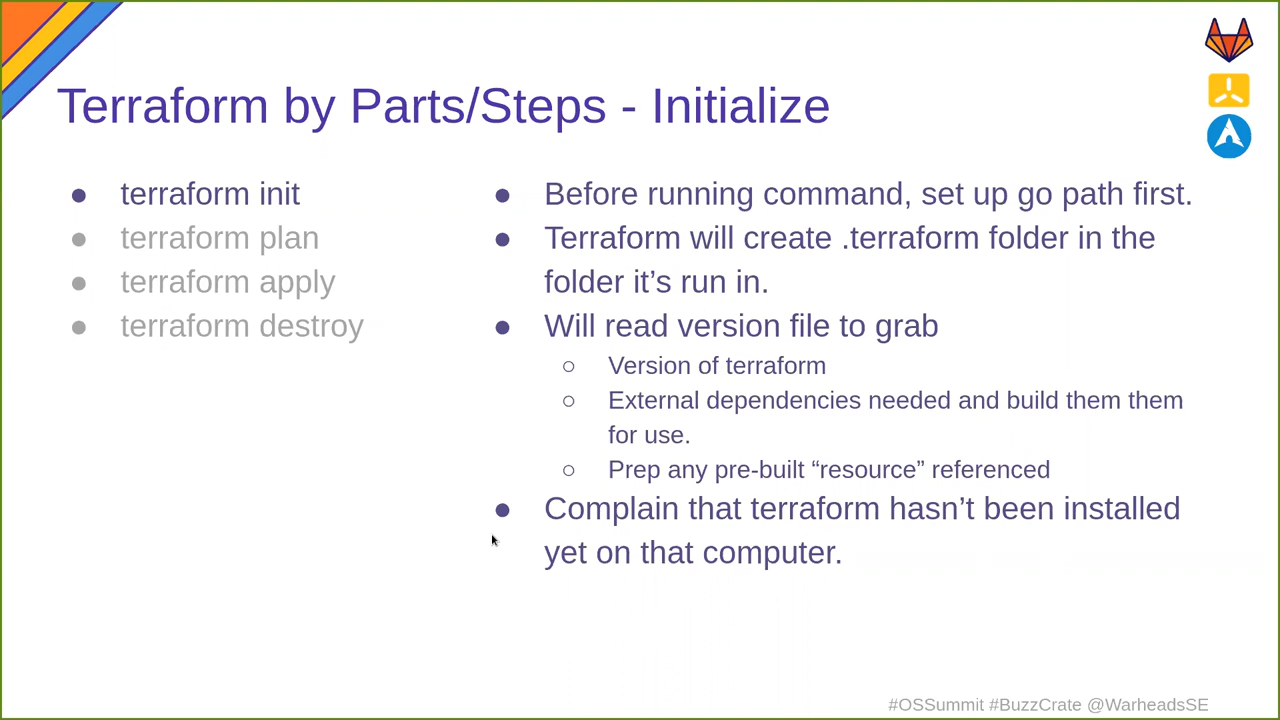 Terraform by Parts/Steps - Initialize
● terraform init
● terraform plan
● terraform apply
● terraform destroy
● Before running command, set up go path first.
● Terraform will create .terraform folder in the
folder it’s run in.
● Will read version file to grab
○ Version of terraform
○ External dependencies needed and build them them
for use.
○ Prep any pre-built “resource” referenced
● Complain that terraform hasn’t been installed
yet on that computer.
#OSSummit #BuzzCrate @WarheadsSE